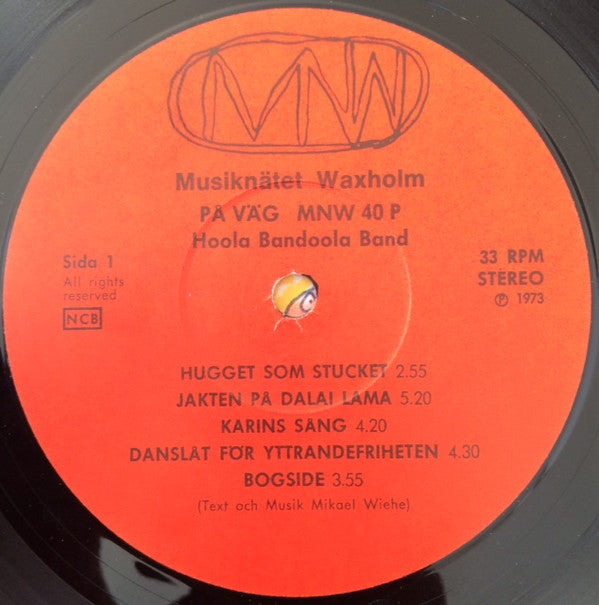 MNW
Musiknätet Waxholm
PÅ VÄG MNW 40 P
Hoola Bandoola Band
Sida 1
All rights
reserved
NCB
33 RPM
STEREO
Ⓟ 1973
HUGGET SOM STUCKET 2.55
JAKTEN PÅ DALAI LAMA 5.20
KARINS SÅNG 4.20
DANSLÅT FÖR YTTRANDEFRIHETEN 4.30
BOGSIDE 3.55
(Text och Musik Mikael Wiehe)